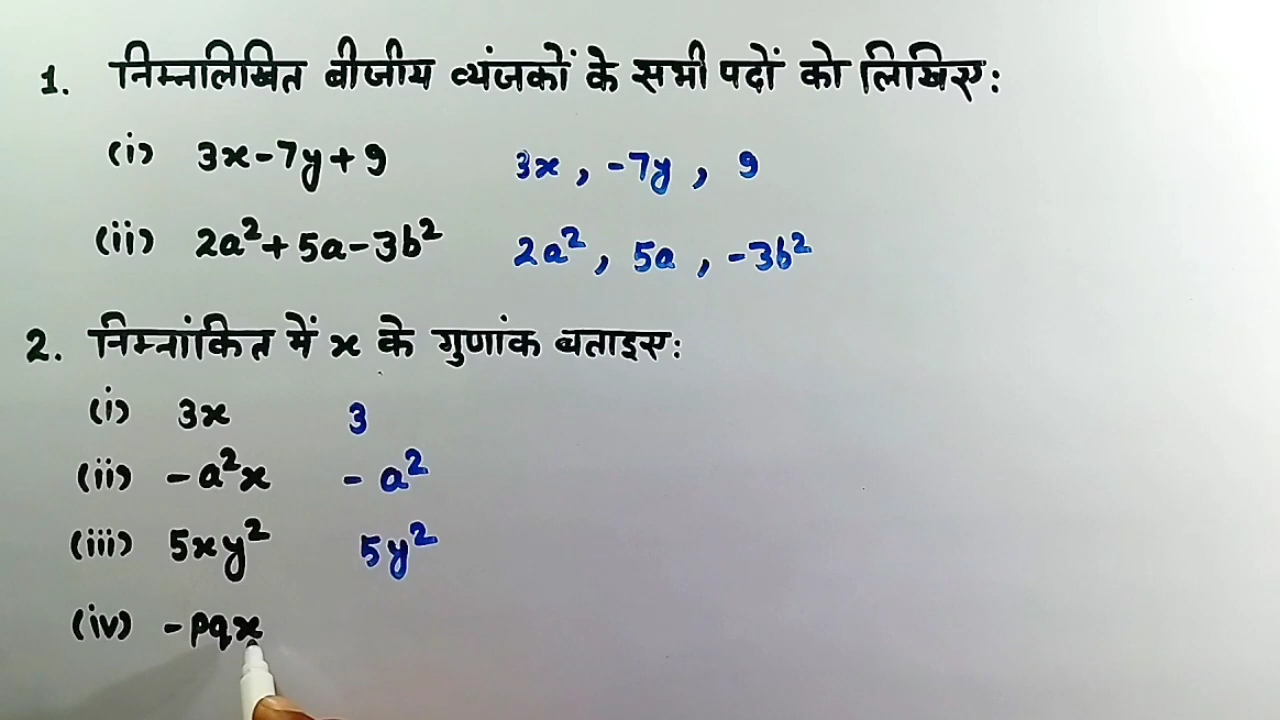 1. निम्नलिखित बीजीय व्यंजकों के सभी पदों को लिखिए:
(i) 3x-7y+9 3x, -7y, 9
(ii) 2a²+5a-3b² 2a², 5a, -3b²
2. निम्नांकित में x के गुणांक बताइए:
(i) 3x 3
(ii) -a²x -a²
(iii) 5xy² 5y²
(iv) -pqx